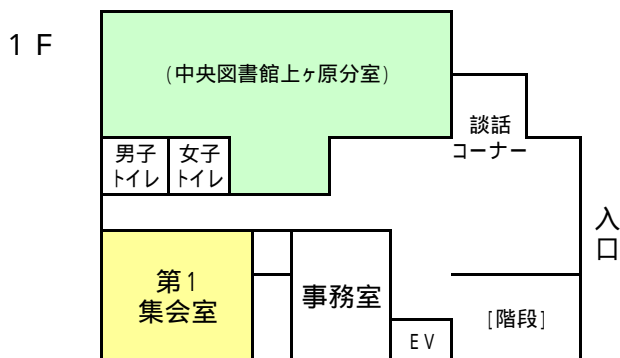 1F
(中央図書館上ヶ原分室)
談話
コーナー
男子
トイレ
女子
トイレ
入
口
第1
集会室
事務室
[階段]
EV